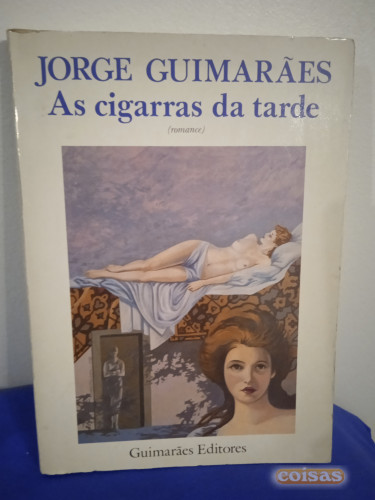 JORGE GUIMARÃES
As cigarras da tarde
(romance)
Guimarães Editores
coisas